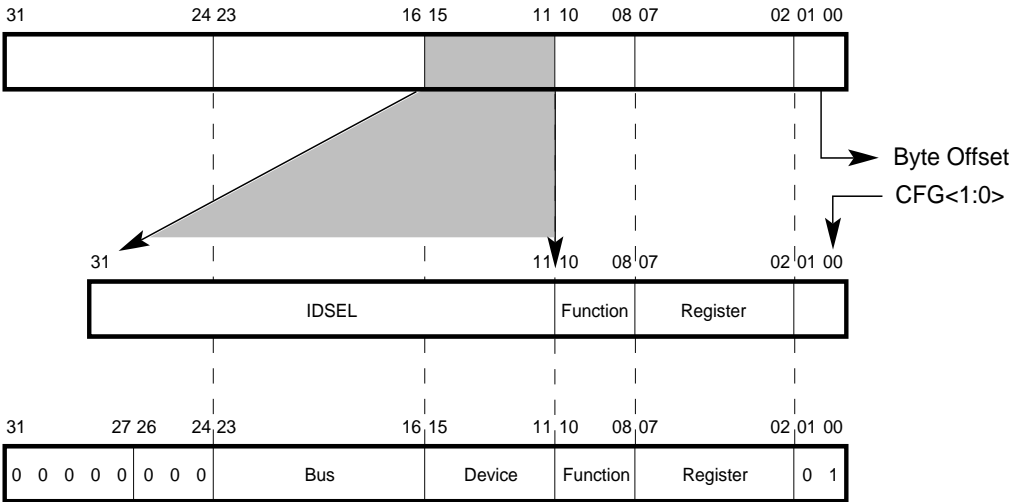 31 24 23 16 15 11 10 08 07 02 01 00
Byte Offset
CFG<1:0>
31 11 10 08 07 02 01 00
IDSEL Function Register
31 27 26 24 23 16 15 11 10 08 07 02 01 00
0 0 0 0 0 0 0 0 Bus Device Function Register 0 1